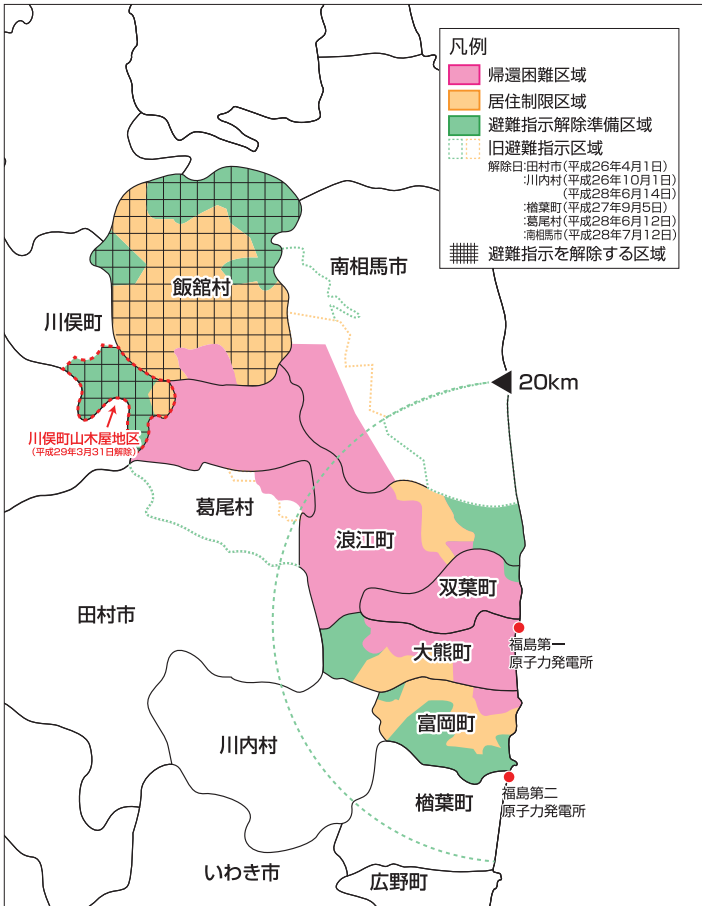 凡例
帰還困難区域
居住制限区域
避難指示解除準備区域
旧避難指示区域
解除日:田村市(平成26年4月1日)
:川内村(平成26年10月1日)
(平成28年6月14日)
:楢葉町(平成27年9月5日)
:葛尾村(平成28年6月12日)
:南相馬市(平成28年7月12日)
避難指示を解除する区域
南相馬市
飯舘村
川俣町
20km
川俣町山木屋地区
(平成29年3月31日解除)
葛尾村
浪江町
双葉町
田村市
大熊町
福島第一
原子力発電所
富岡町
川内村
福島第二
原子力発電所
楢葉町
いわき市
広野町